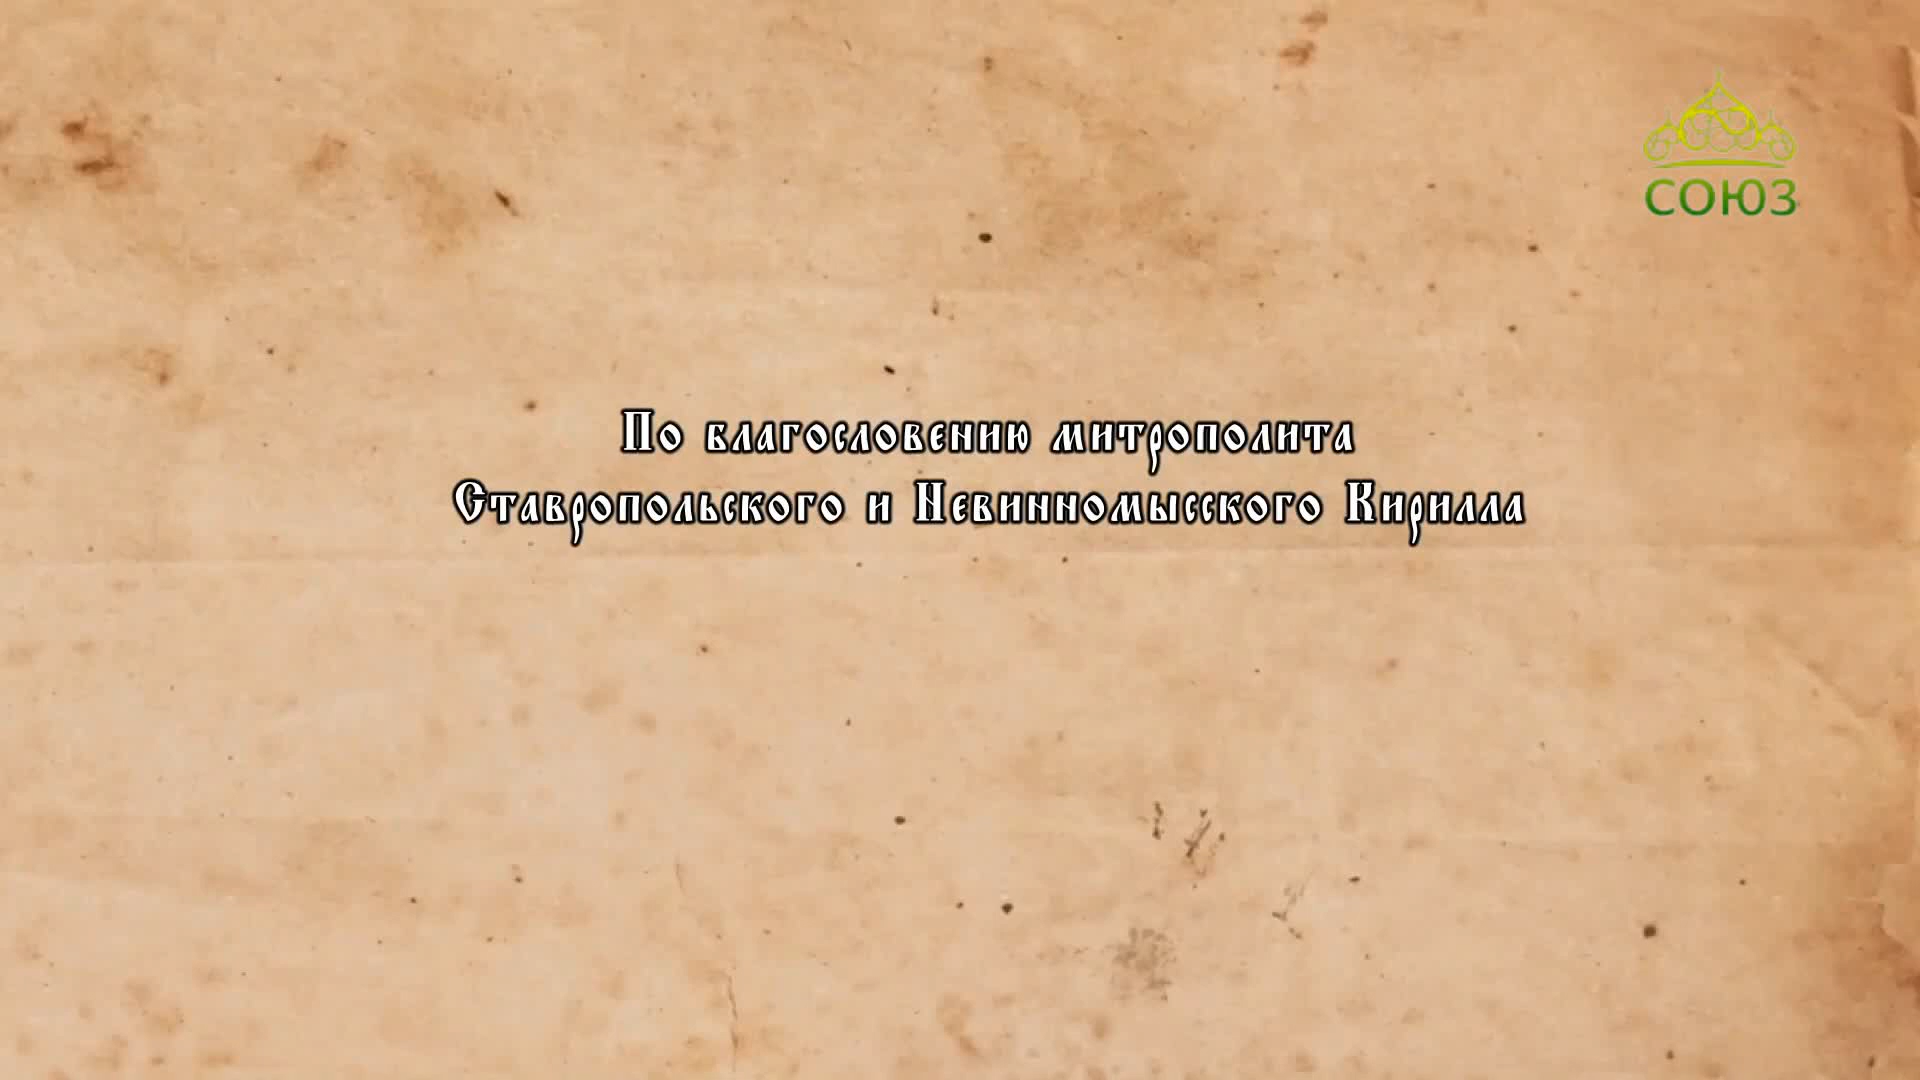 СОЮЗ
По благословению митрополита
Ставропольского и Невинномысского Кирилла